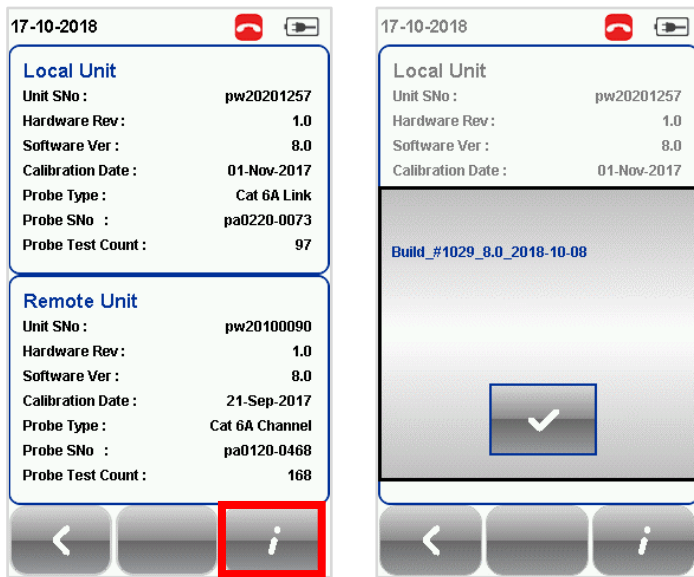 17-10-2018
Local Unit
Unit SNo : pw20201257
Hardware Rev : 1.0
Software Ver : 8.0
Calibration Date : 01-Nov-2017
Probe Type : Cat 6A Link
Probe SNo : pa0220-0073
Probe Test Count : 97
Remote Unit
Unit SNo : pw20100090
Hardware Rev : 1.0
Software Ver : 8.0
Calibration Date : 21-Sep-2017
Probe Type : Cat 6A Channel
Probe SNo : pa0120-0468
Probe Test Count : 168
i
17-10-2018
Local Unit
Unit SNo : pw20201257
Hardware Rev : 1.0
Software Ver : 8.0
Calibration Date : 01-Nov-2017
Build_#1029_8.0_2018-10-08
i